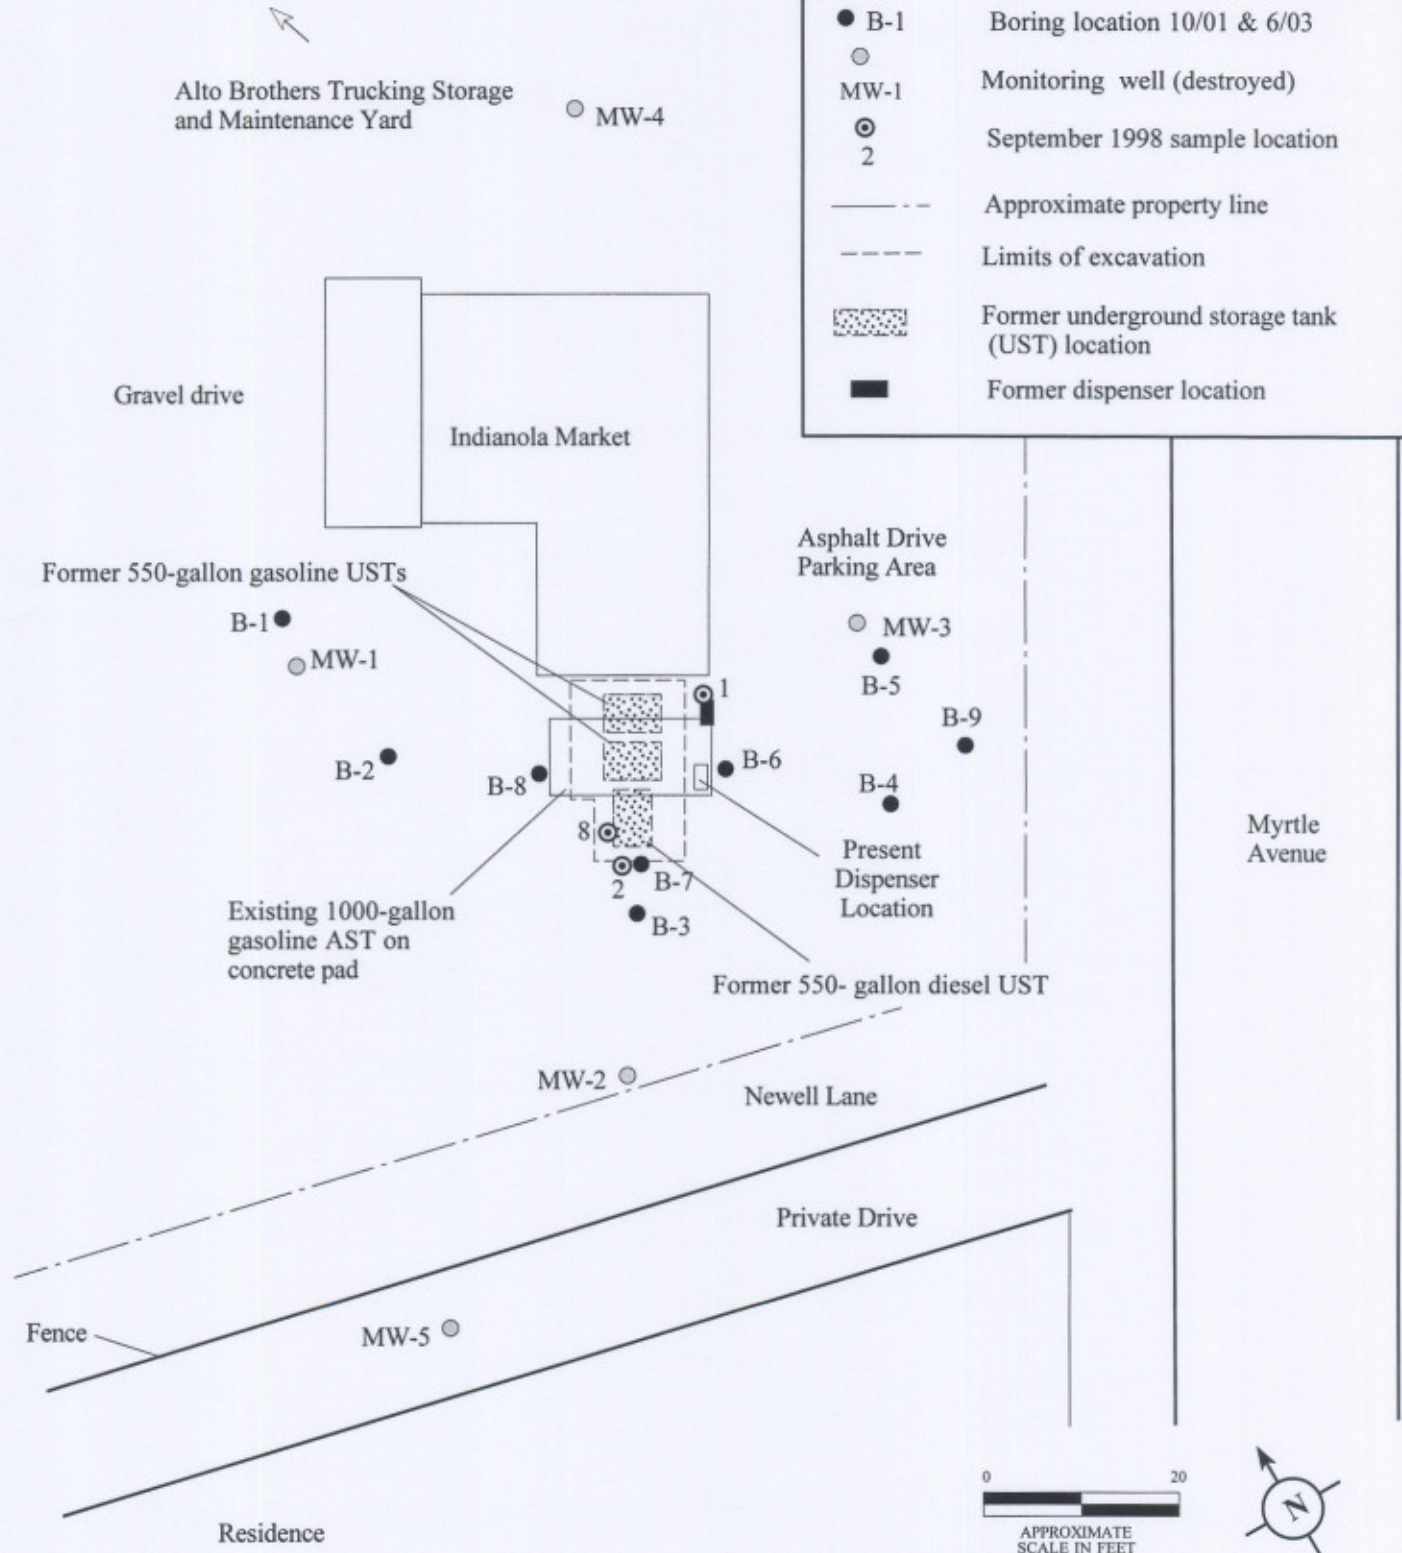 B-1 Boring location 10/01 & 6/03
Monitoring well (destroyed)
MW-1
September 1998 sample location
2
Approximate property line
Limits of excavation
Former underground storage tank
(UST) location
Former dispenser location
Alto Brothers Trucking Storage
and Maintenance Yard
MW-4
Gravel drive
Indianola Market
Asphalt Drive
Parking Area
Former 550-gallon gasoline USTs
B-1
MW-1
MW-3
B-5
1
B-9
B-2
B-8
B-6
B-4
8
Myrtle
Avenue
Present
Dispenser
Location
2
B-7
B-3
Existing 1000-gallon
gasoline AST on
concrete pad
Former 550- gallon diesel UST
MW-2
Newell Lane
Private Drive
Fence
MW-5
Residence
0 20
APPROXIMATE
SCALE IN FEET
N